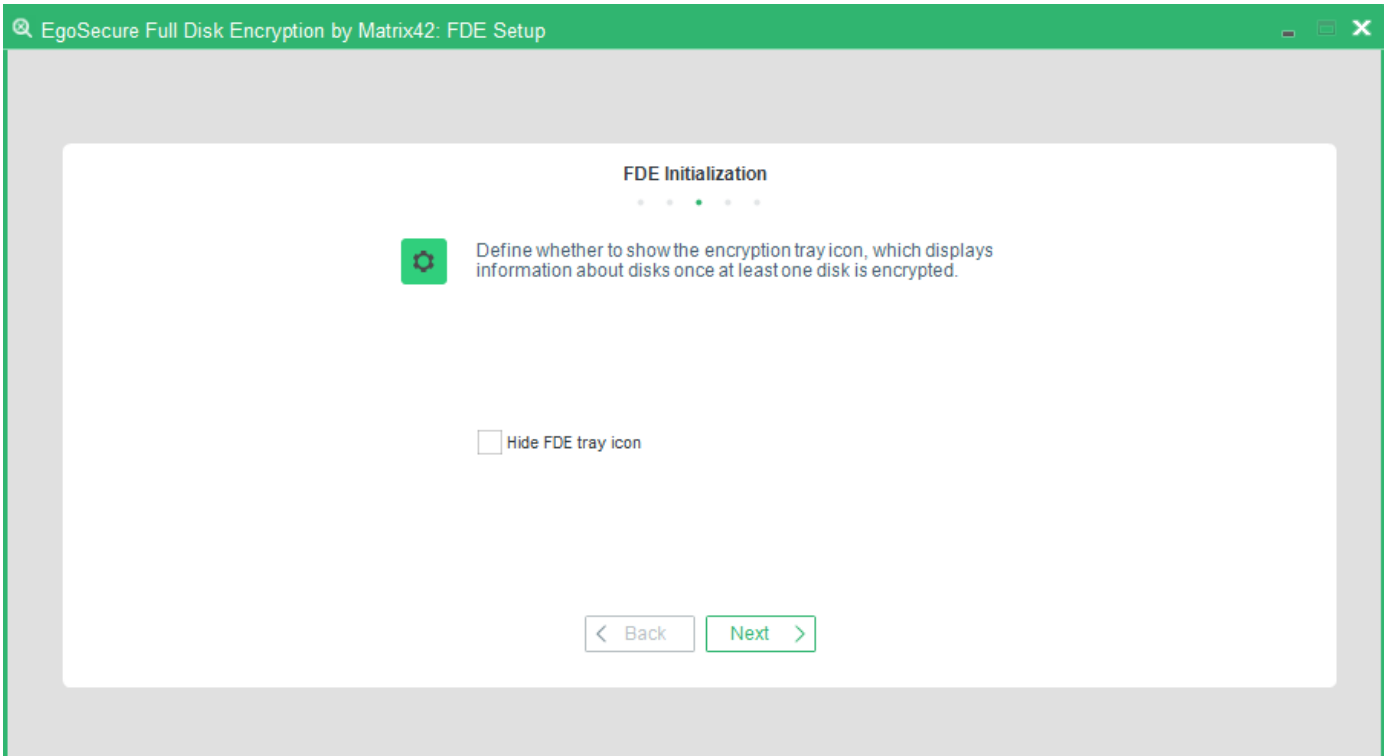 EgoSecure Full Disk Encryption by Matrix42: FDE Setup
FDE Initialization
Define whether to show the encryption tray icon, which displays
information about disks once at least one disk is encrypted.
Hide FDE tray icon
Back
Next